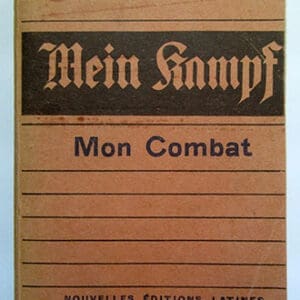 Mein Kampf
Mon Combat
NOUVELLES ÉDITIONS LATINES